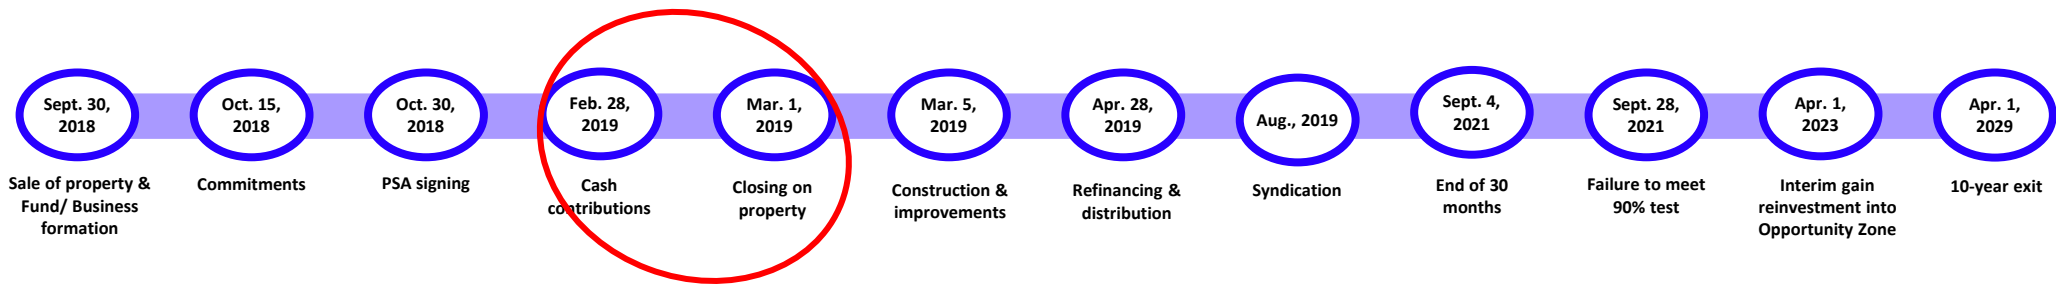 Sept. 30,
2018
Sale of property &
Fund/ Business
formation
Oct. 15,
2018
Commitments
Oct. 30,
2018
PSA signing
Feb. 28,
2019
Cash
contributions
Mar. 1,
2019
Closing on
property
Mar. 5,
2019
Construction &
improvements
Apr. 28,
2019
Refinancing &
distribution
Aug., 2019
Syndication
Sept. 4,
2021
End of 30
months
Sept. 28,
2021
Failure to meet
90% test
Apr. 1,
2023
Interim gain
reinvestment into
Opportunity Zone
Apr. 1,
2029
10-year exit